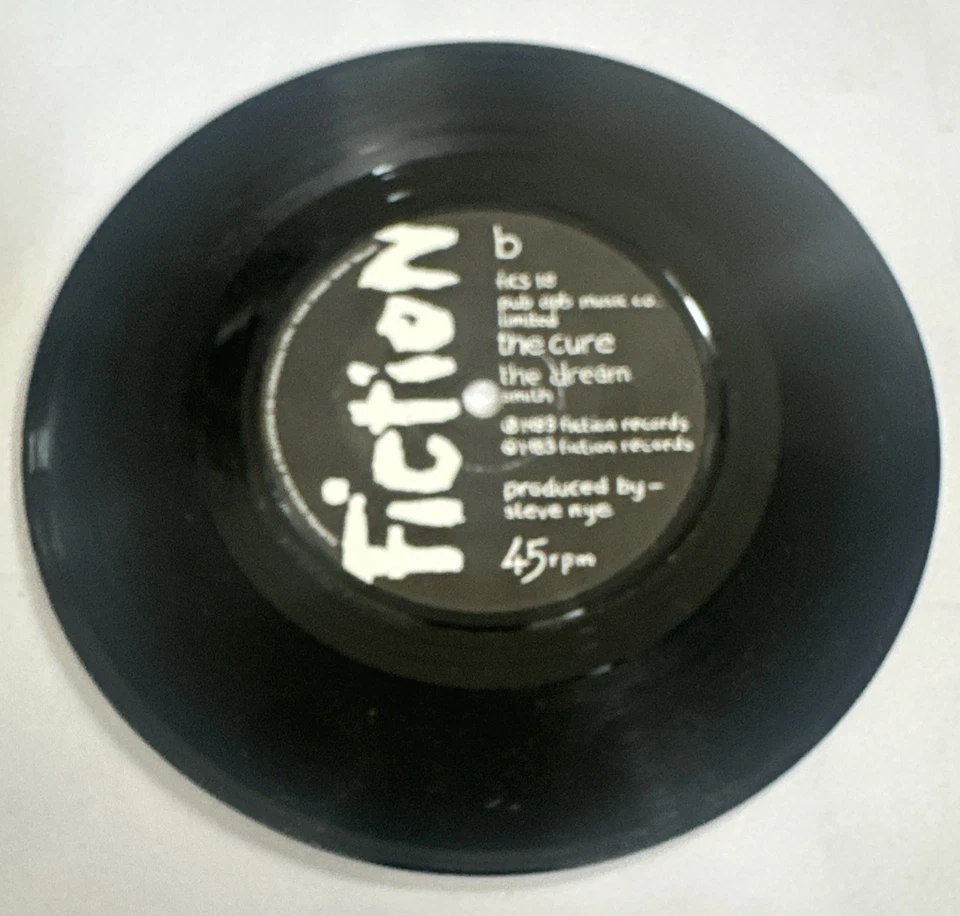 Fiction
b
fics 18
pub apb music co.
limited
the cure
the dream
smith
℗1983 fiction records
©1983 fiction records
produced by-
steve nye
45rpm